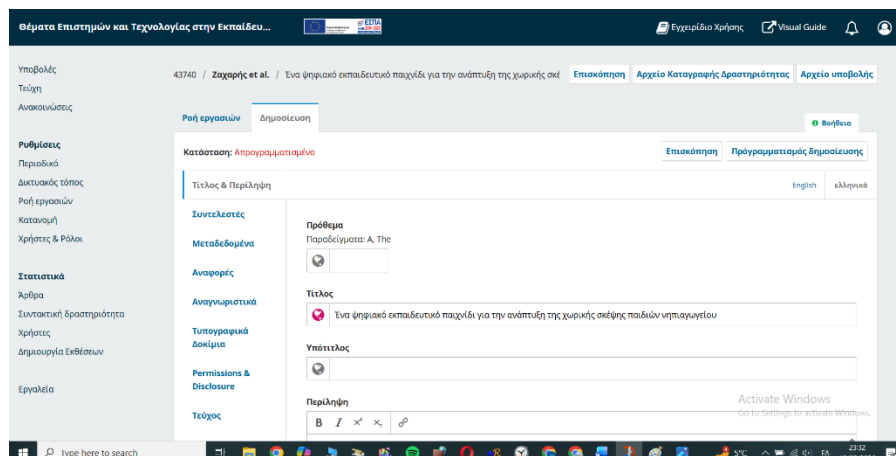 Θέματα Επιστημών και Τεχνολογίας στην Εκπαίδευ...
ΕΣΠΑ
Εγχειρίδιο Χρήσης
Visual Guide
Υποβολές
Τεύχη
Ανακοινώσεις
Ρυθμίσεις
Περιοδικό
Δικτυακός τόπος
Ροή εργασιών
Κατανομή
Χρήστες & Ρόλοι
Στατιστικά
Άρθρα
Συντακτική δραστηριότητα
Χρήστες
Δημιουργία Εκθέσεων
Εργαλεία
43740 / Ζαχαρής et al. / Ένα ψηφιακό εκπαιδευτικό παιχνίδι για την ανάπτυξη της χωρικής σκέ
Επισκόπηση
Αρχείο Καταγραφής Δραστηριότητας
Αρχείο υποβολής
Ροή εργασιών
Δημοσίευση
Βοήθεια
Κατάσταση: Απρογραμματισμένο
Επισκόπηση
Πρόγραμματισμός δημοσίευσης
Τίτλος & Περίληψη
English
ελληνικά
Συντελεστές
Μεταδεδομένα
Αναφορές
Αναγνωριστικά
Τυπογραφικά
Δοκίμια
Permissions &
Disclosure
Τεύχος
Πρόθεμα
Παραδείγματα: A, The
Τίτλος
Ένα ψηφιακό εκπαιδευτικό παιχνίδι για την ανάπτυξη της χωρικής σκέψης παιδιών νηπιαγωγείου
Υπότιτλος
Περίληψη
B I x² x₂
Activate Windows
Go to Settings to activate Windows.
Type here to search
5°C
FA
23:32